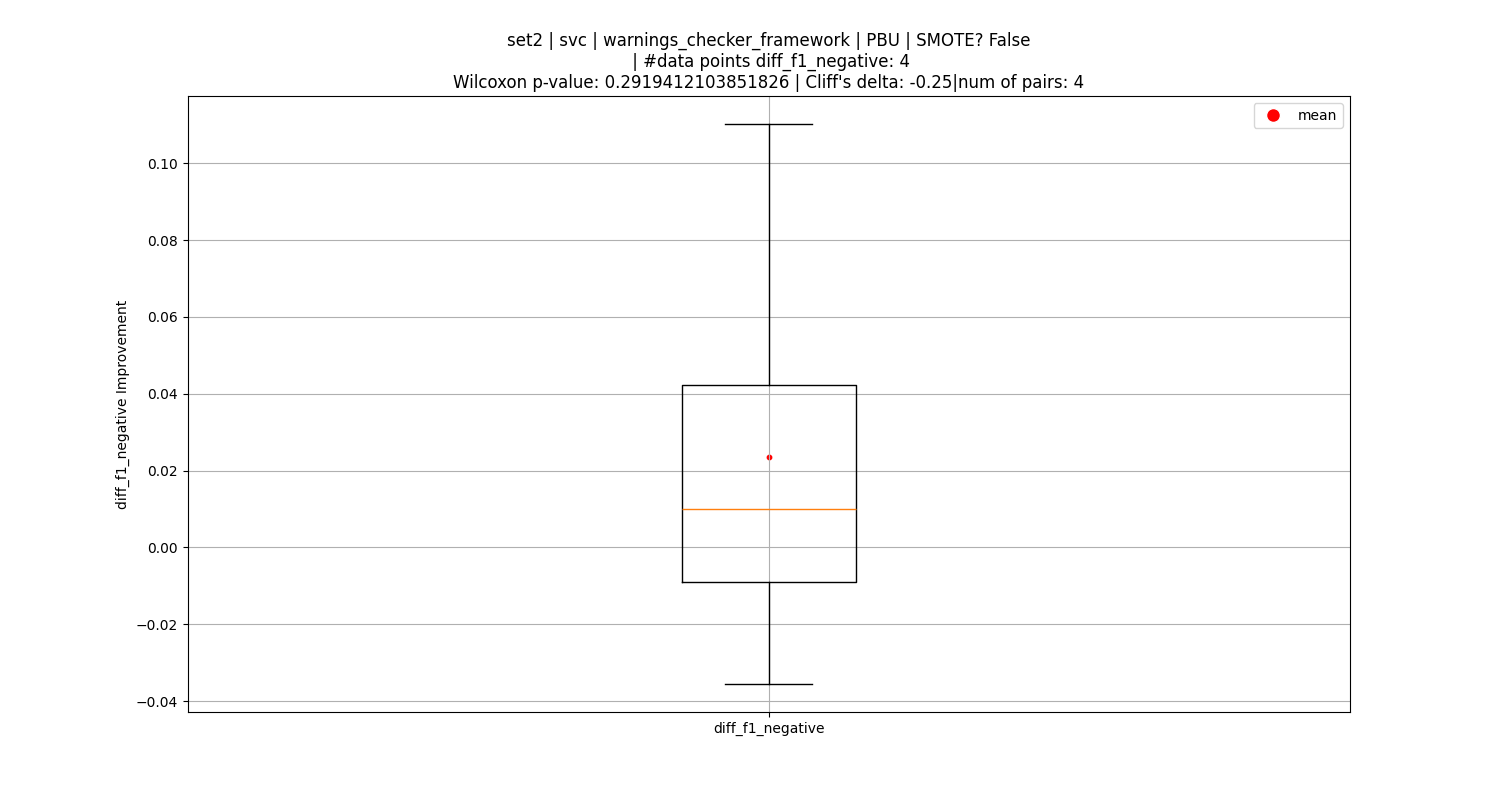 set2 | svc | warnings_checker_framework | PBU | SMOTE? False
| #data points diff_f1_negative: 4
Wilcoxon p-value: 0.2919412103851826 | Cliff's delta: -0.25|num of pairs: 4
mean
0.10
0.08
0.06
0.04
0.02
0.00
−0.02
−0.04
diff_f1_negative Improvement
diff_f1_negative